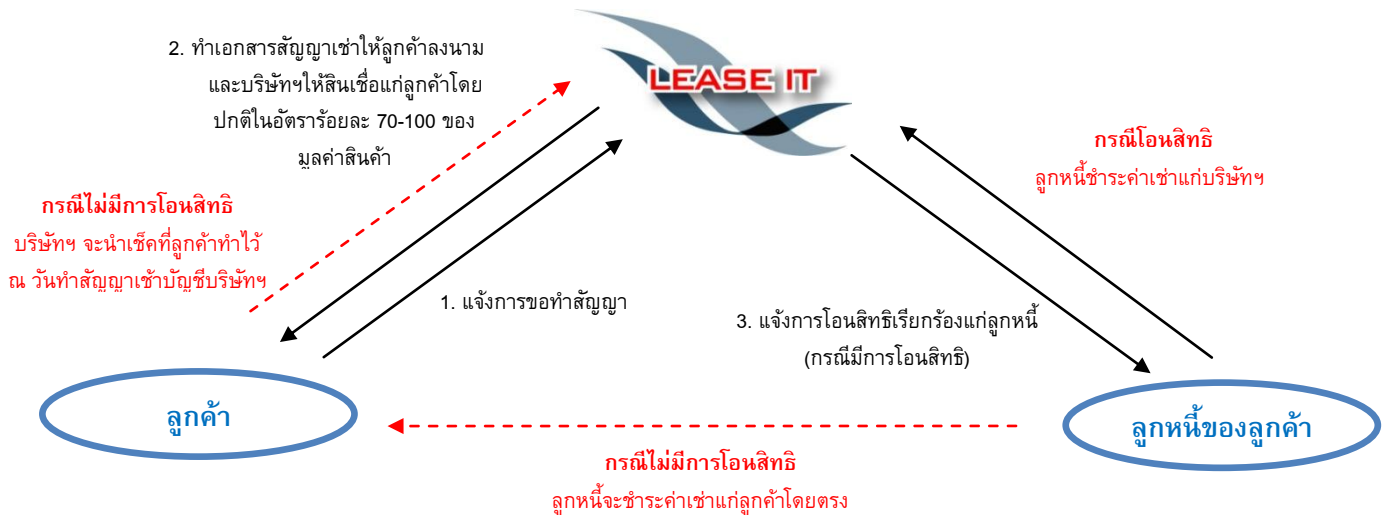 2. ทำเอกสารสัญญาเช่าให้ลูกค้าลงนาม
และบริษัทฯให้สินเชื่อแก่ลูกค้าโดย
ปกติในอัตราร้อยละ 70-100 ของ
มูลค่าสินค้า
LEASE IT
กรณีโอนสิทธิ
ลูกหนี้ชำระค่าเช่าแก่บริษัทฯ
กรณีไม่มีการโอนสิทธิ
บริษัทฯ จะนำเช็คที่ลูกค้าทำไว้
ณ วันทำสัญญาเช้าบัญชีบริษัทฯ
1. แจ้งการขอทำสัญญา
3. แจ้งการโอนสิทธิเรียกร้องแก่ลูกหนี้
(กรณีมีการโอนสิทธิ)
ลูกค้า
ลูกหนี้ของลูกค้า
กรณีไม่มีการโอนสิทธิ
ลูกหนี้จะชำระค่าเช่าแก่ลูกค้าโดยตรง